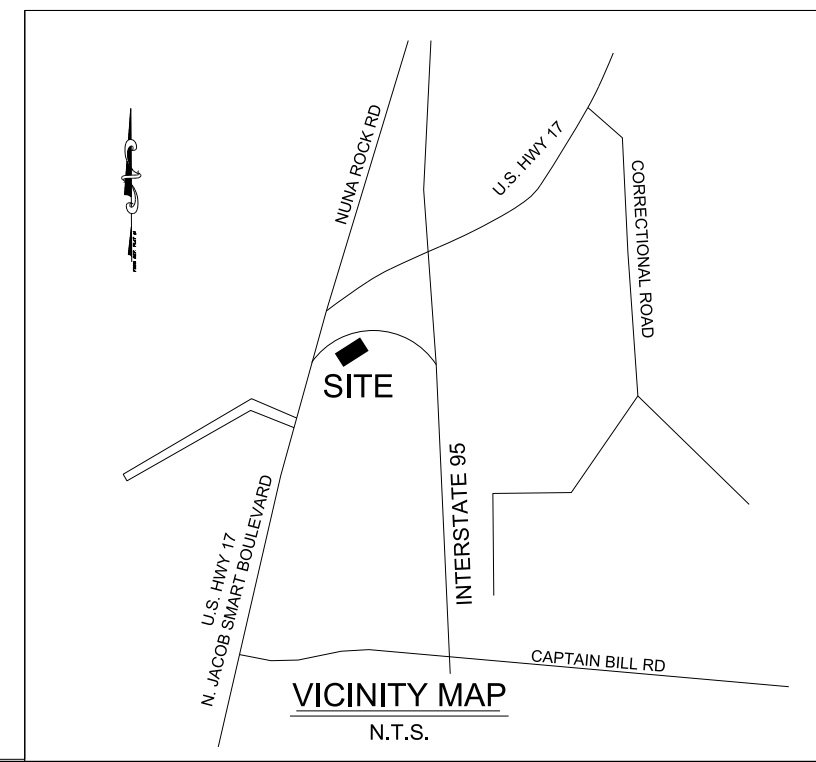 NUNA ROCK RD
U.S. HWY 17
CORRECTIONAL ROAD
SITE
INTERSTATE 95
U.S. HWY 17
N. JACOB SMART BOULEVARD
CAPTAIN BILL RD
VICINITY MAP
N.T.S.